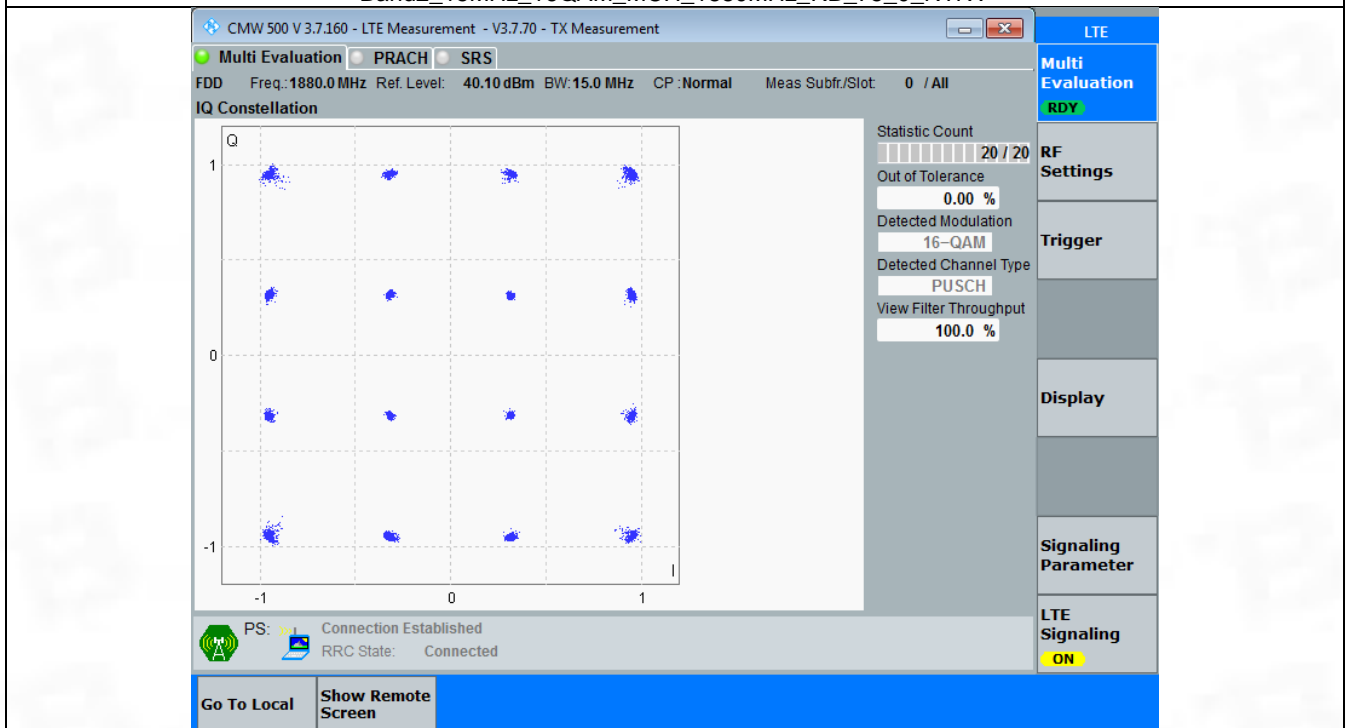 CMW 500 V 3.7.160 - LTE Measurement - V3.7.70 - TX Measurement
LTE
Multi Evaluation PRACH SRS
Multi Evaluation
RDY
FDD Freq.:1880.0 MHz Ref. Level: 40.10 dBm BW:15.0 MHz CP :Normal Meas Subfr./Slot: 0 / All
IQ Constellation
Q
1
0
-1
-1 0 1
I
Statistic Count
20 / 20
Out of Tolerance
0.00 %
Detected Modulation
16-QAM
Detected Channel Type
PUSCH
View Filter Throughput
100.0 %
RF
Settings
Trigger
Display
Signaling
Parameter
LTE
Signaling
ON
PS: Connection Established
RRC State: Connected
Go To Local
Show Remote
Screen